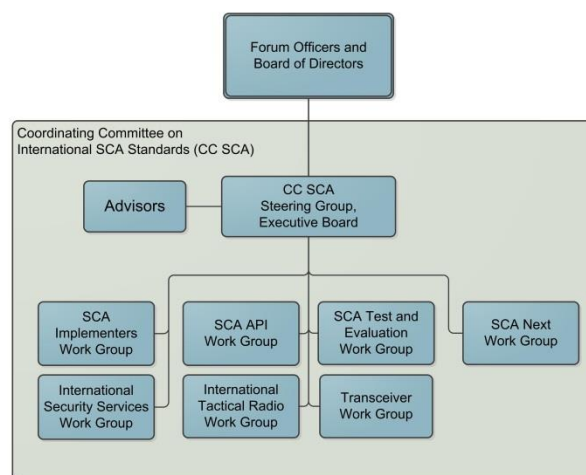 Forum Officers and
Board of Directors
Coordinating Committee on
International SCA Standards (CC SCA)
Advisors
CC SCA
Steering Group,
Executive Board
SCA
Implementers
Work Group
SCA API
Work Group
SCA Test and
Evaluation
Work Group
SCA Next
Work Group
International
Security Services
Work Group
International
Tactical Radio
Work Group
Transceiver
Work Group